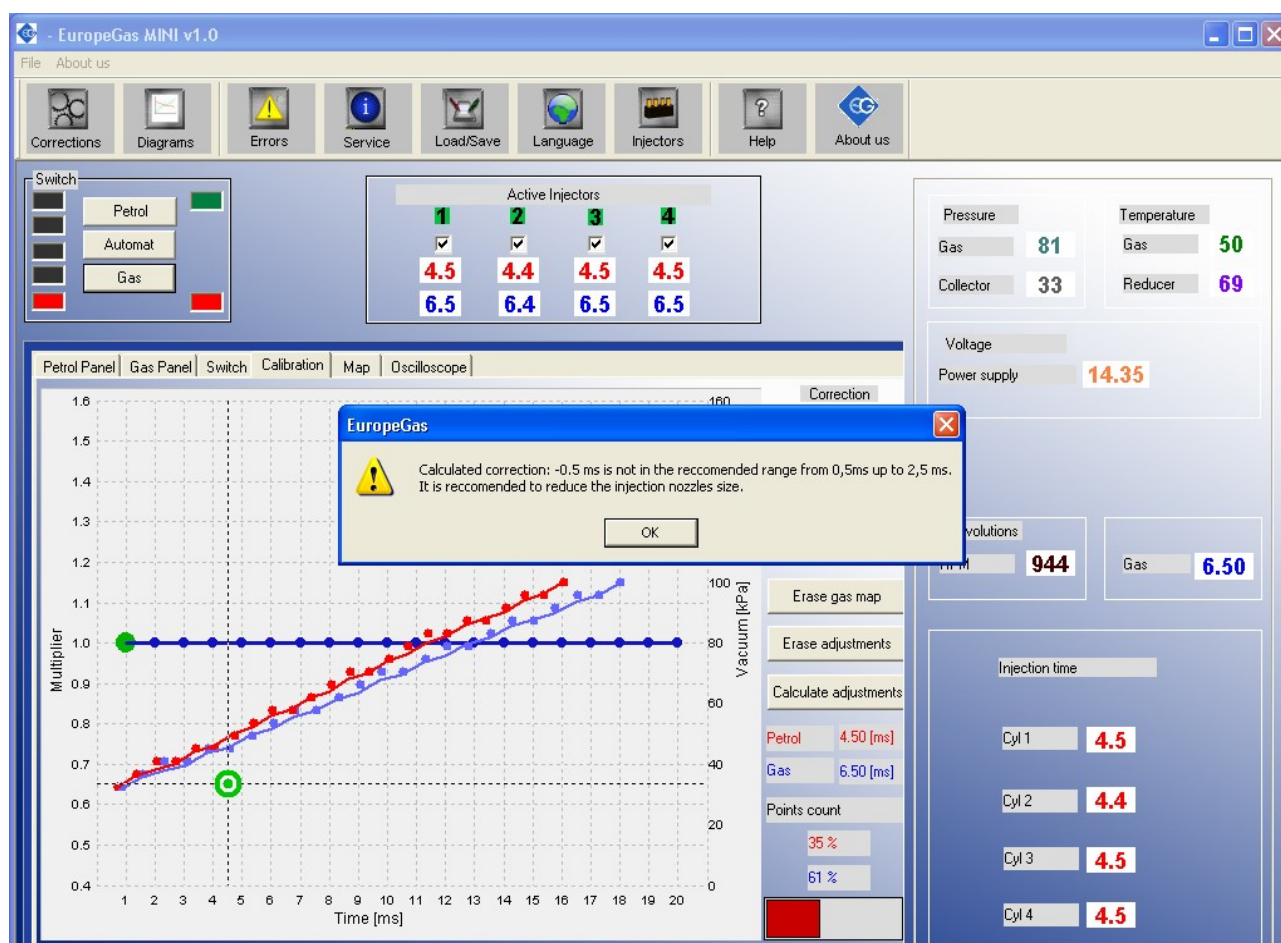 - EuropeGas MINI v1.0
File About us
Corrections Diagrams Errors Service Load/Save Language Injectors Help About us
Switch
Petrol
Automat
Gas
Active Injectors
1 2 3 4
4.5 4.4 4.5 4.5
6.5 6.4 6.5 6.5
Pressure
Gas 81
Collector 33
Temperature
Gas 50
Reducer 69
Voltage
Power supply 14.35
Petrol Panel Gas Panel Switch Calibration Map Oscilloscope
Correction
EuropeGas
Calculated correction: -0.5 ms is not in the reccomended range from 0,5ms up to 2,5 ms.
It is reccomended to reduce the injection nozzles size.
OK
1.6
1.5
1.4
1.3
1.2
1.1
1.0
0.9
0.8
0.7
0.6
0.5
0.4
Multiplier
1 2 3 4 5 6 7 8 9 10 11 12 13 14 15 16 17 18 19 20
Time [ms]
160
100
80
60
40
20
0
Vacuum [kPa]
Erase gas map
Erase adjustments
Calculate adjustments
Petrol 4.50 [ms]
Gas 6.50 [ms]
Points count
35 %
61 %
944
Gas 6.50
Injection time
Cyl 1 4.5
Cyl 2 4.4
Cyl 3 4.5
Cyl 4 4.5